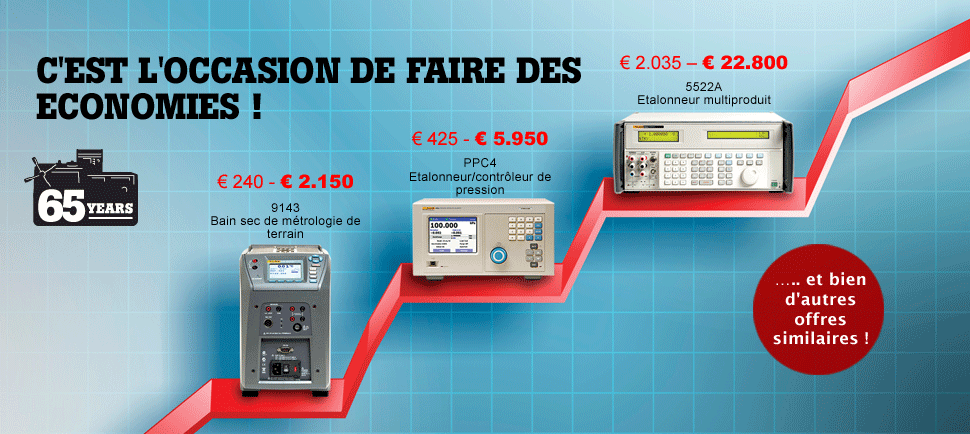 C'EST L'OCCASION DE FAIRE DES
ECONOMIES !
65 YEARS
€ 240 - € 2.150
9143
Bain sec de métrologie de
terrain
€ 425 - € 5.950
PPC4
Etalonneur/contrôleur de
pression
100.000
€ 2.035 – € 22.800
5522A
Etalonneur multiproduit
..... et bien
d'autres
offres
similaires !